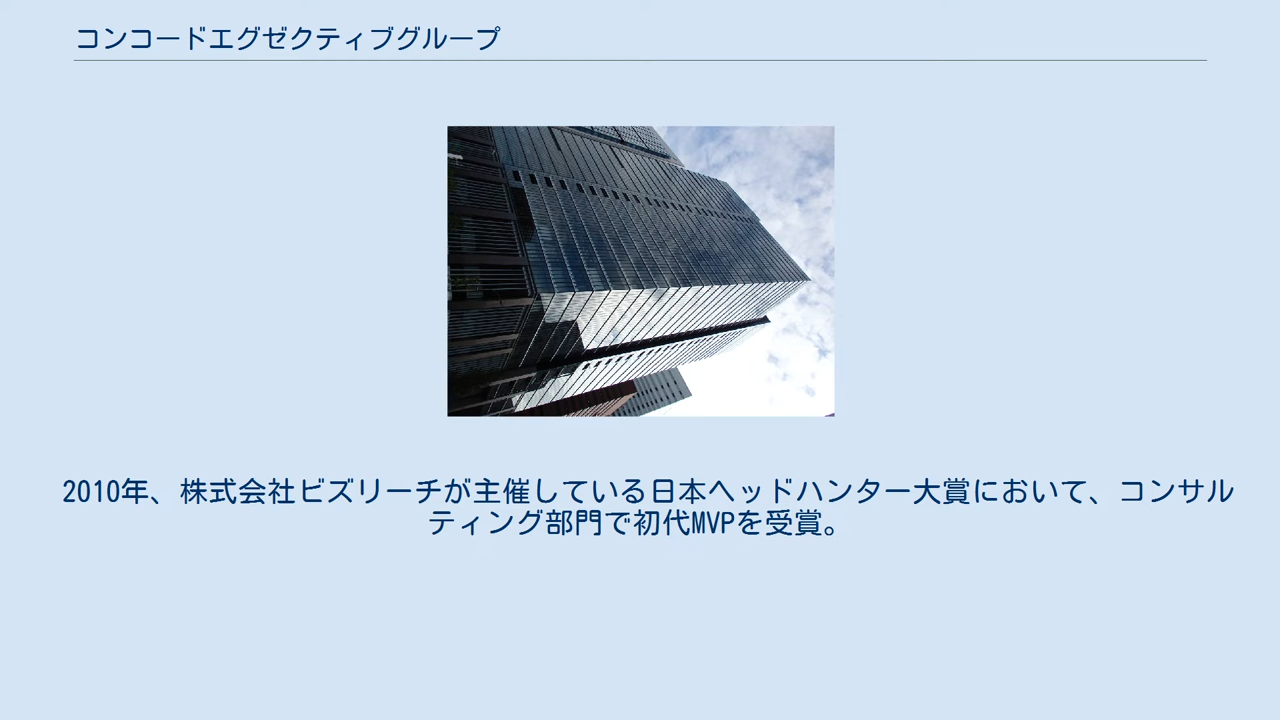 コンコードエグゼクティブグループ
2010年、株式会社ビズリーチが主催している日本ヘッドハンター大賞において、コンサル
ティング部門で初代MVPを受賞。